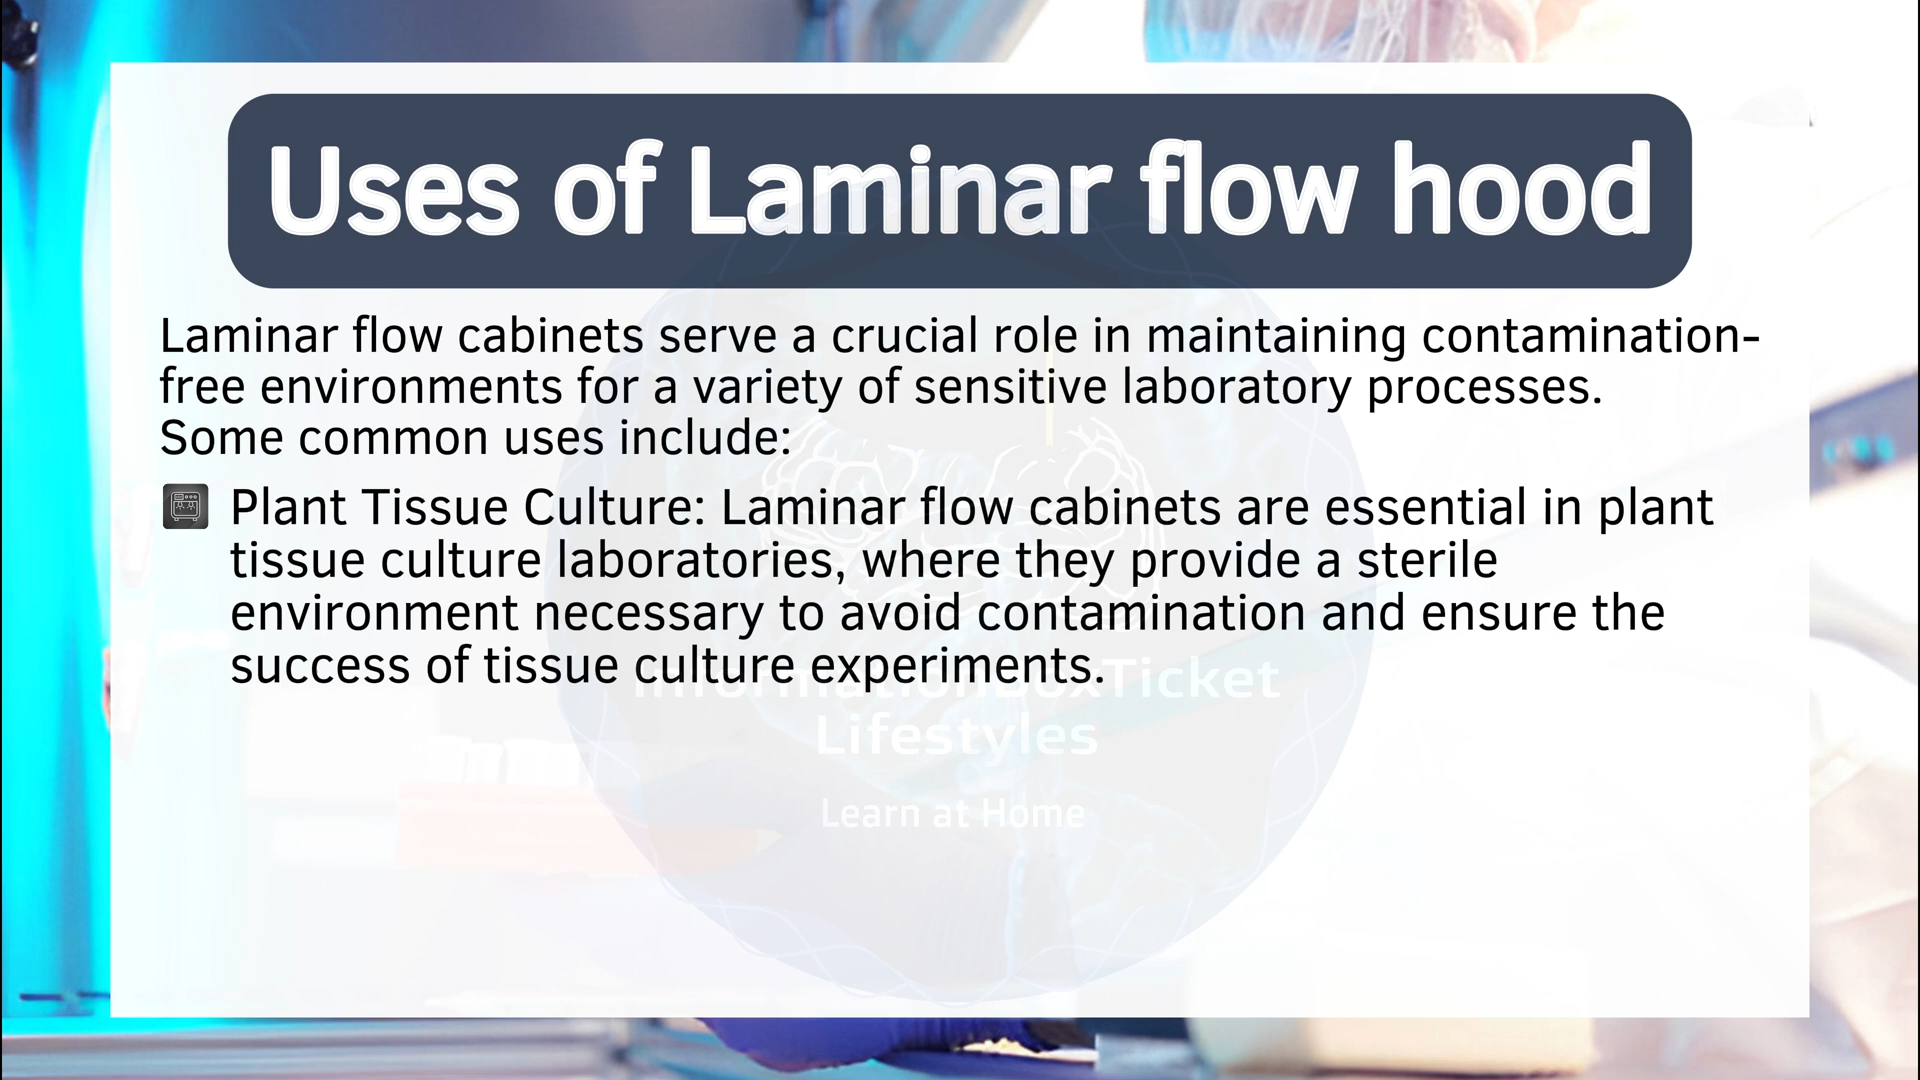 Uses of Laminar flow hood
Laminar flow cabinets serve a crucial role in maintaining contamination-
free environments for a variety of sensitive laboratory processes.
Some common uses include:
Plant Tissue Culture: Laminar flow cabinets are essential in plant
tissue culture laboratories, where they provide a sterile
environment necessary to avoid contamination and ensure the
success of tissue culture experiments.
InformationBoxTicket
Lifestyles
Learn at Home